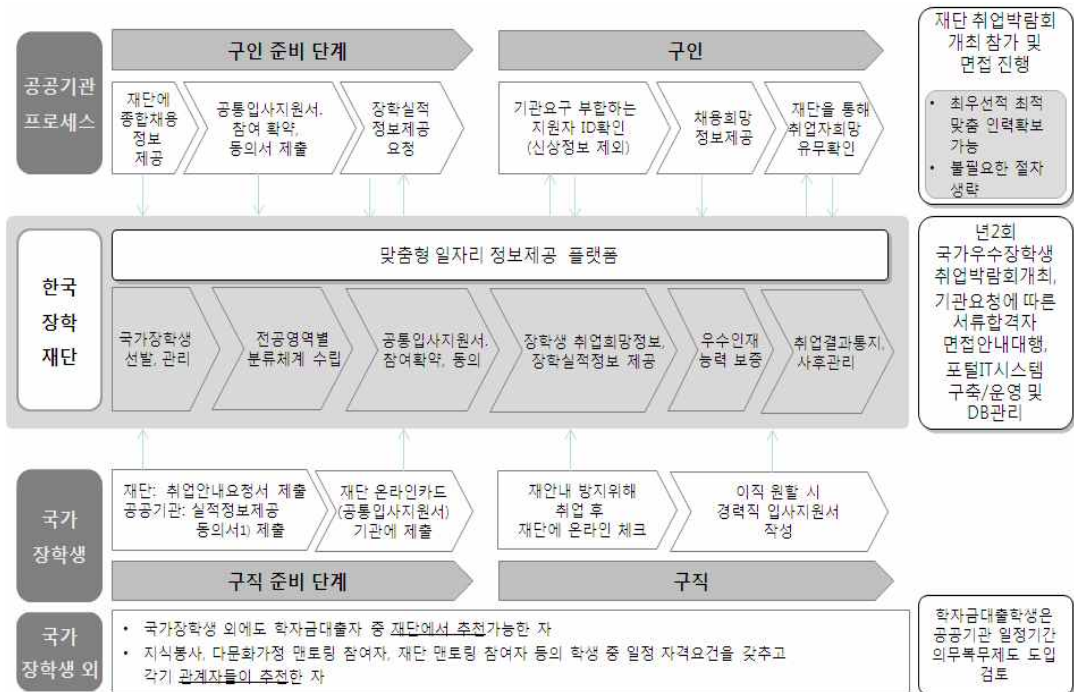 구인 준비 단계
구인
공공기관
프로세스
재단에
종합채용
정보
제공
공통입사지원서.
참여 확약,
동의서 제출
장학실적
정보제공
요청
기관요구 부합하는
지원자 ID확인
(신상정보 제외)
채용희망
정보제공
재단을 통해
취업자희망
유무확인
재단 취업박람회
개최 참가 및
면접 진행
• 최우선적 최적
맞춤 인력확보
가능
• 불필요한 절차
생략
한국
장학
재단
맞춤형 일자리 정보제공 플랫폼
국가장학생
선발, 관리
전공영역별
분류체계 수립
공통입사지원서.
참여확약, 동의
장학생 취업희망정보,
장학실적정보 제공
우수인재
능력 보증
취업결과통지,
사후관리
년2회
국가우수장학생
취업박람회개최,
기관요청에 따른
서류합격자
면접안내대행,
포털IT시스템
구축/운영 및
DB관리
국가
장학생
재단: 취업안내요청서 제출
공공기관: 실적정보제공
동의서1) 제출
재단 온라인카드
(공통입사지원서)
기관에 제출
재안내 방지위해
취업 후
재단에 온라인 체크
이직 원할 시
경력직 입사지원서
작성
구직 준비 단계
구직
국가
장학생 외
• 국가장학생 외에도 학자금대출자 중 재단에서 추천가능한 자
• 지식봉사, 다문화가정 맨토링 참여자, 재단 맨토링 참여자 등의 학생 중 일정 자격요건을 갖추고
각기 관계자들이 추천한 자
학자금대출학생은
공공기관 일정기간
의무복무제도 도입
검토